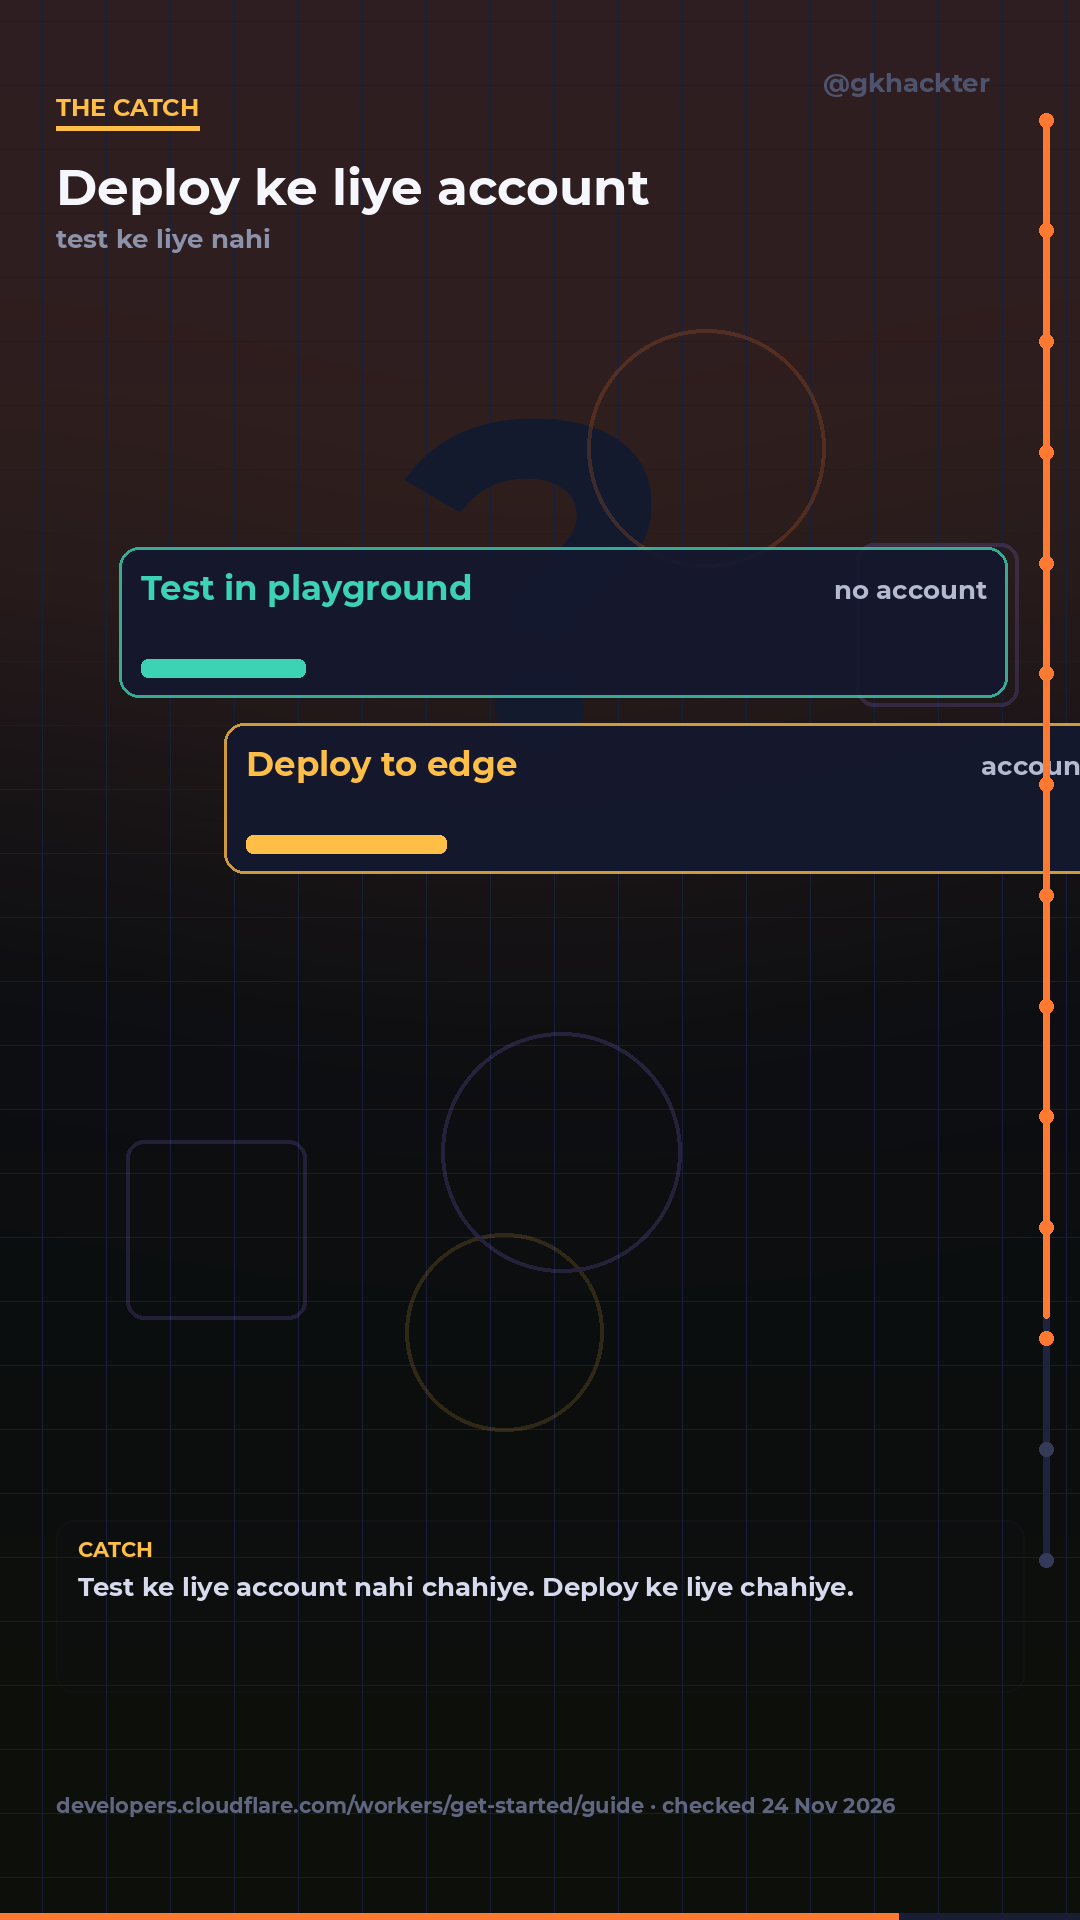 @gkhackter
THE CATCH
Deploy ke liye account
test ke liye nahi
Test in playground
no account
Deploy to edge
accoun
CATCH
Test ke liye account nahi chahiye. Deploy ke liye chahiye.
developers.cloudflare.com/workers/get-started/guide · checked 24 Nov 2026